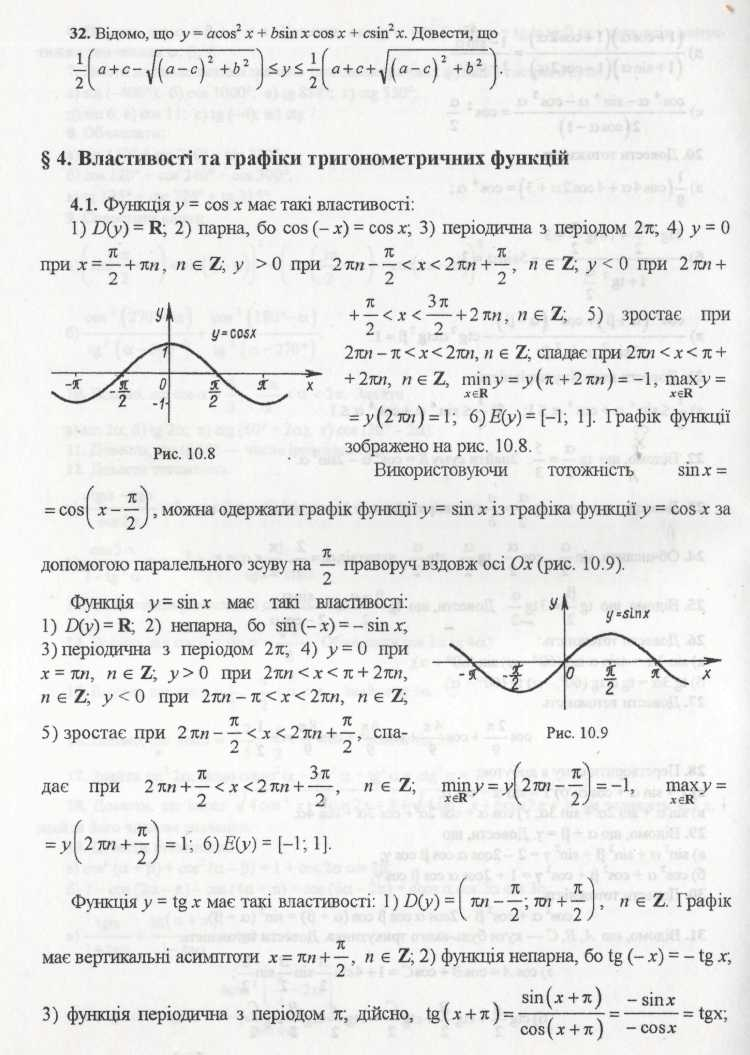 32. Відомо, що y = acos² x + bsin x cos x + csin² x. Довести, що
1/2 ( a + c − √((a − c)² + b²) ) ≤ y ≤ 1/2 ( a + c + √((a − c)² + b²) ).
§ 4. Властивості та графіки тригонометричних функцій
4.1. Функція y = cos x має такі властивості:
1) D(y) = R; 2) парна, бо cos (− x) = cos x; 3) періодична з періодом 2π; 4) y = 0
при x = π/2 + πn, n ∈ Z; y > 0 при 2πn − π/2 < x < 2πn + π/2, n ∈ Z; y < 0 при 2πn +
+ π/2 < x < 3π/2 + 2πn, n ∈ Z; 5) зростає при
2πn − π < x < 2πn, n ∈ Z; спадає при 2πn < x < π +
+ 2πn, n ∈ Z, min y = y(π + 2πn) = −1, max y =
x∈R x∈R
= y(2πn) = 1; 6) E(y) = [−1; 1]. Графік функції
зображено на рис. 10.8.
y
y=cosx
1
-π -π/2 0 π/2 π x
-1
Рис. 10.8
Використовуючи тотожність sin x =
= cos( x − π/2 ), можна одержати графік функції y = sin x із графіка функції y = cos x за
допомогою паралельного зсуву на π/2 праворуч вздовж осі Ox (рис. 10.9).
Функція y = sin x має такі властивості:
1) D(y) = R; 2) непарна, бо sin (− x) = − sin x;
3) періодична з періодом 2π; 4) y = 0 при
x = πn, n ∈ Z; y > 0 при 2πn < x < π + 2πn,
n ∈ Z; y < 0 при 2πn − π < x < 2πn, n ∈ Z;
y
y=sinx
-π -π/2 0 π/2 π x
Рис. 10.9
5) зростає при 2πn − π/2 < x < 2πn + π/2, спа-
дає при 2πn + π/2 < x < 2πn + 3π/2, n ∈ Z; min y = y( 2πn − π/2 ) = −1, max y =
x∈R x∈R
= y( 2πn + π/2 ) = 1; 6) E(y) = [−1; 1].
Функція y = tg x має такі властивості: 1) D(y) = ( πn − π/2; πn + π/2 ), n ∈ Z. Графік
має вертикальні асимптоти x = πn + π/2, n ∈ Z; 2) функція непарна, бо tg (− x) = − tg x;
3) функція періодична з періодом π; дійсно, tg( x + π ) = sin( x + π )/cos( x + π ) = − sin x/− cos x = tgx;